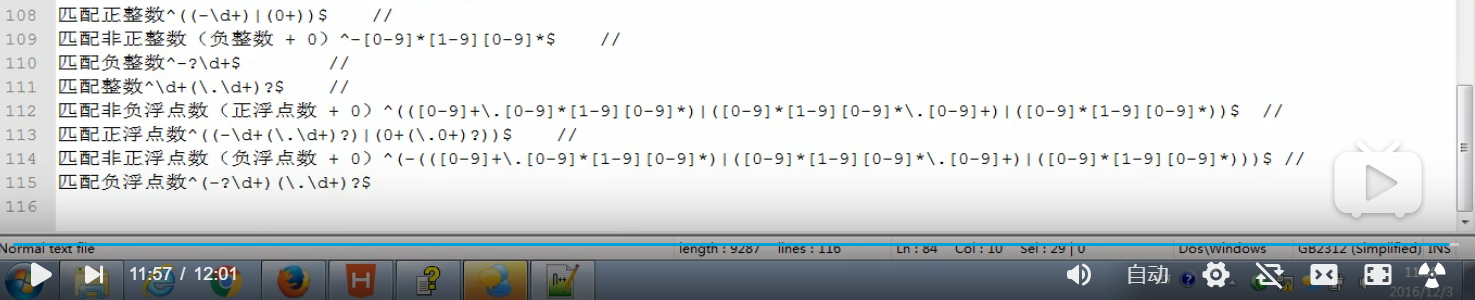 108 匹配正整数^((-\d+)|(0+))$ //
109 匹配非正整数（负整数 + 0）^-[0-9]*[1-9][0-9]*$ //
110 匹配负整数^-?\d+$ //
111 匹配整数^\d+(\.\d+)?$ //
112 匹配非负浮点数（正浮点数 + 0）^(([0-9]+\.[0-9]*[1-9][0-9]*)|([0-9]*[1-9][0-9]*\.[0-9]+)|([0-9]*[1-9][0-9]*))$ //
113 匹配正浮点数^((-\d+(\.\d+)?)|(0+(\.0+)?))$ //
114 匹配非正浮点数（负浮点数 + 0）^(-(([0-9]+\.[0-9]*[1-9][0-9]*)|([0-9]*[1-9][0-9]*\.[0-9]+)|([0-9]*[1-9][0-9]*)))$ //
115 匹配负浮点数^(-?\d+)(\.\d+)?$
116
Normal text file length : 9287 lines : 116 Ln : 84 Col : 10 Sel : 29 | 0 Dos\Windows GB2312 (Simplified) INS
11:57 / 12:01 自动
2016/12/3